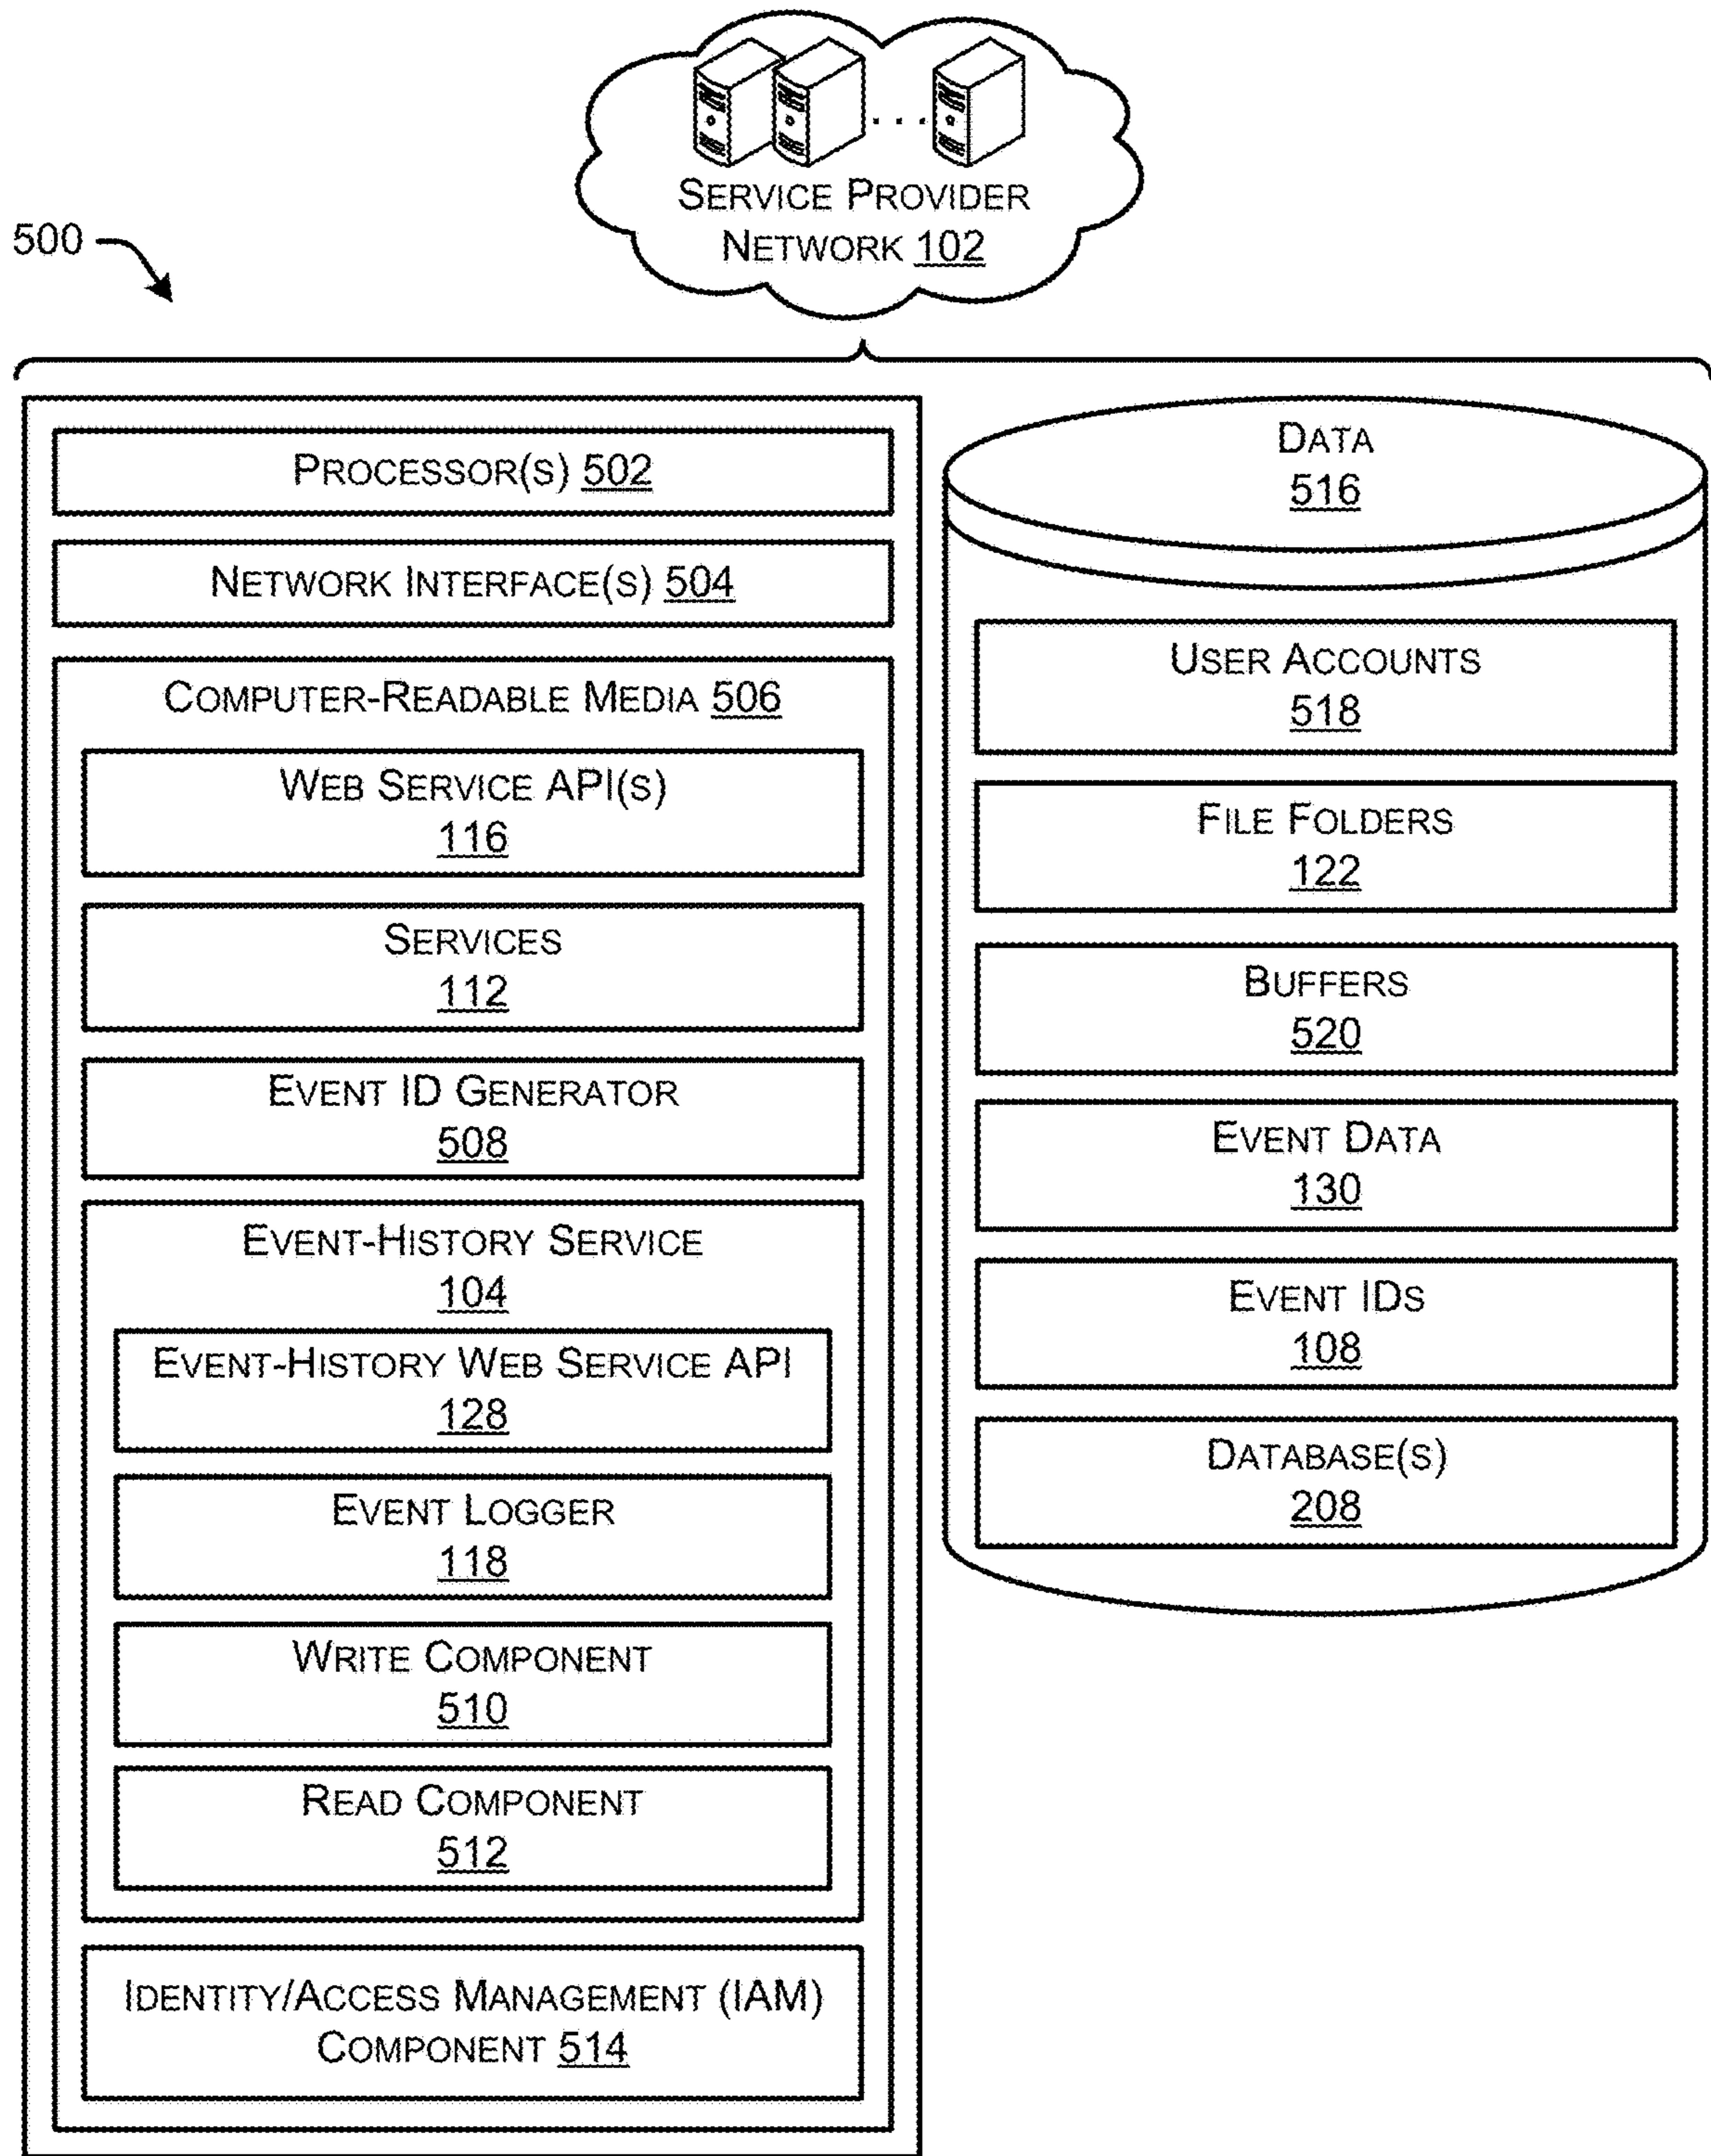 SERVICE PROVIDER
NETWORK 102
500
PROCESSOR(S) 502
NETWORK INTERFACE(S) 504
COMPUTER-READABLE MEDIA 506
WEB SERVICE API(S)
116
SERVICES
112
EVENT ID GENERATOR
508
EVENT-HISTORY SERVICE
104
EVENT-HISTORY WEB SERVICE API
128
EVENT LOGGER
118
WRITE COMPONENT
510
READ COMPONENT
512
IDENTITY/ACCESS MANAGEMENT (IAM)
COMPONENT 514
DATA
516
USER ACCOUNTS
518
FILE FOLDERS
122
BUFFERS
520
EVENT DATA
130
EVENT IDS
108
DATABASE(S)
208